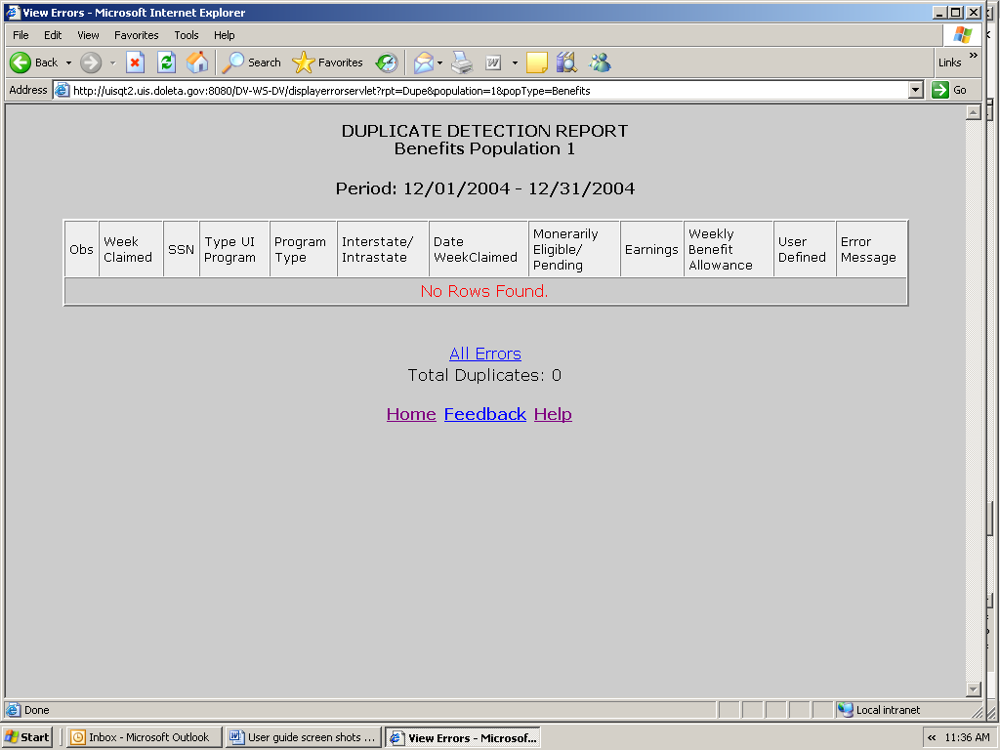 View Errors - Microsoft Internet Explorer
File Edit View Favorites Tools Help
Back Search Favorites Links »
Address http://uisqt2.uis.doleta.gov:8080/DV-WS-DV/displayerrorservlet?rpt=Dupe&population=1&popType=Benefits Go
DUPLICATE DETECTION REPORT
Benefits Population 1
Period: 12/01/2004 - 12/31/2004
Obs
Week
Claimed
SSN
Type UI
Program
Program
Type
Interstate/
Intrastate
Date
WeekClaimed
Monerarily
Eligible/
Pending
Earnings
Weekly
Benefit
Allowance
User
Defined
Error
Message
No Rows Found.
All Errors
Total Duplicates: 0
Home Feedback Help
Done Local intranet
Start Inbox - Microsoft Outlook User guide screen shots ... View Errors - Microsof... « 11:36 AM